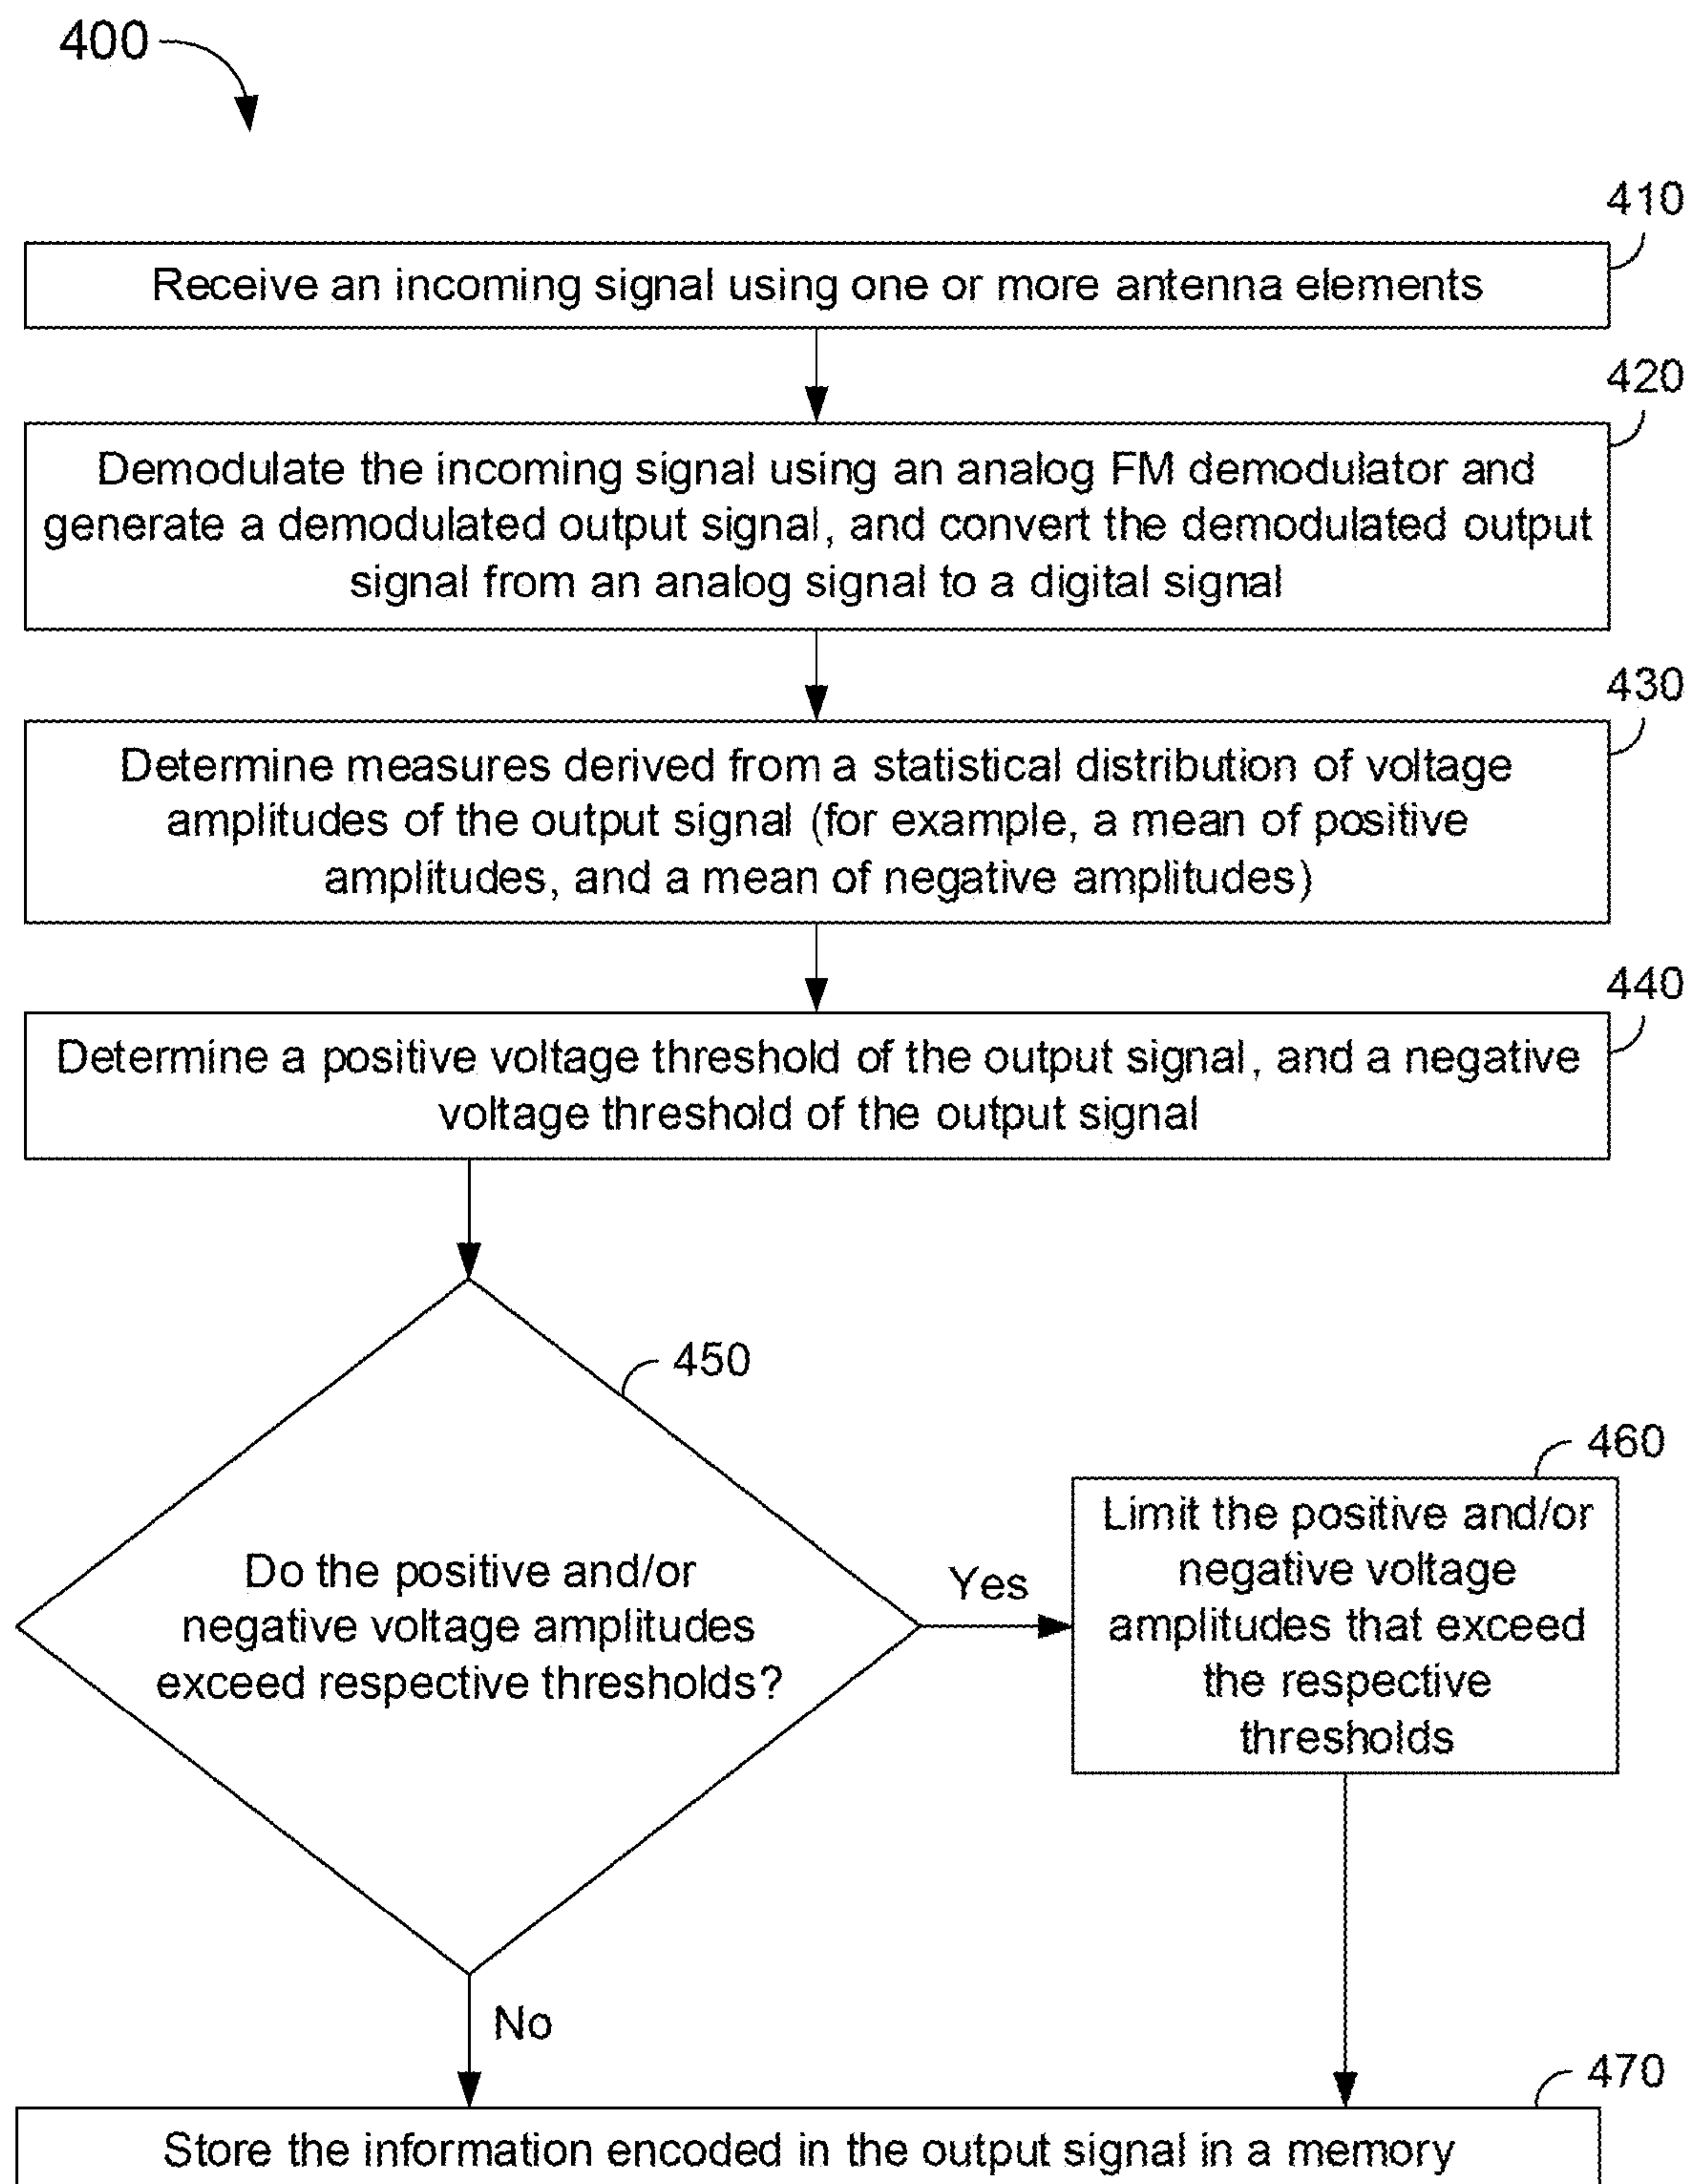 400
410
Receive an incoming signal using one or more antenna elements
420
Demodulate the incoming signal using an analog FM demodulator and
generate a demodulated output signal, and convert the demodulated output
signal from an analog signal to a digital signal
430
Determine measures derived from a statistical distribution of voltage
amplitudes of the output signal (for example, a mean of positive
amplitudes, and a mean of negative amplitudes)
440
Determine a positive voltage threshold of the output signal, and a negative
voltage threshold of the output signal
450
Do the positive and/or
negative voltage amplitudes
exceed respective thresholds?
Yes
460
Limit the positive and/or
negative voltage
amplitudes that exceed
the respective
thresholds
No
470
Store the information encoded in the output signal in a memory